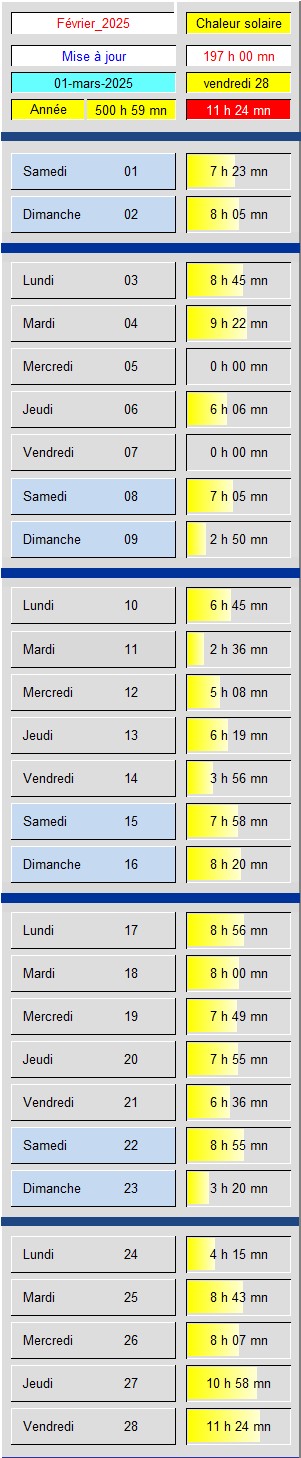 Février_2025 Chaleur solaire
Mise à jour 197 h 00 mn
01-mars-2025 vendredi 28
Année 500 h 59 mn 11 h 24 mn
Samedi 01 7 h 23 mn
Dimanche 02 8 h 05 mn
Lundi 03 8 h 45 mn
Mardi 04 9 h 22 mn
Mercredi 05 0 h 00 mn
Jeudi 06 6 h 06 mn
Vendredi 07 0 h 00 mn
Samedi 08 7 h 05 mn
Dimanche 09 2 h 50 mn
Lundi 10 6 h 45 mn
Mardi 11 2 h 36 mn
Mercredi 12 5 h 08 mn
Jeudi 13 6 h 19 mn
Vendredi 14 3 h 56 mn
Samedi 15 7 h 58 mn
Dimanche 16 8 h 20 mn
Lundi 17 8 h 56 mn
Mardi 18 8 h 00 mn
Mercredi 19 7 h 49 mn
Jeudi 20 7 h 55 mn
Vendredi 21 6 h 36 mn
Samedi 22 8 h 55 mn
Dimanche 23 3 h 20 mn
Lundi 24 4 h 15 mn
Mardi 25 8 h 43 mn
Mercredi 26 8 h 07 mn
Jeudi 27 10 h 58 mn
Vendredi 28 11 h 24 mn